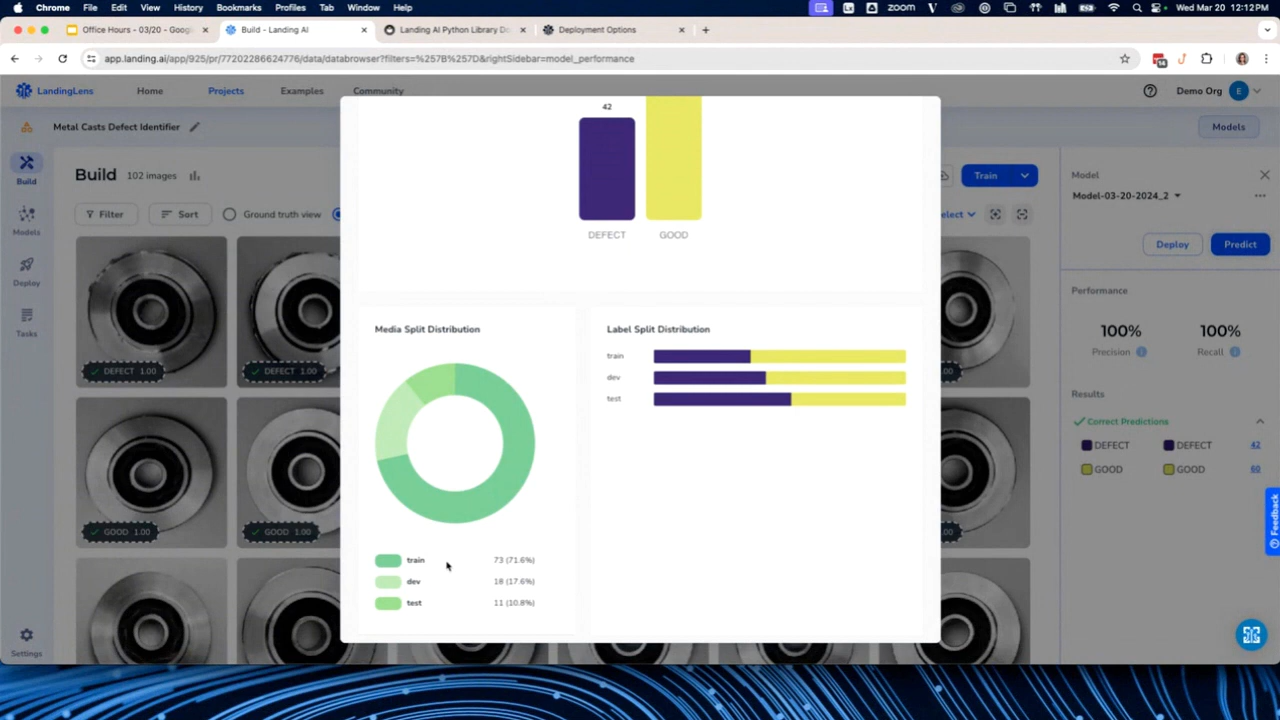 Chrome File Edit View History Bookmarks Profiles Tab Window Help zoom Wed Mar 20 12:12PM
Office Hours - 03/20 - Goog
Build - Landing AI
Landing AI Python Library Do
Deployment Options
app.landing.ai/app/925/pr/77202286624776/data/databrowser?filters=%257B%257D&rightSidebar=model_performance
LandingLens Home Projects Examples Community Demo Org E
Metal Casts Defect Identifier Models
Build
Models
Deploy
Tasks
Settings
Build 102 images
Train
Filter Sort Ground truth view
elect
DEFECT 1.00
DEFECT 1.00
GOOD 1.00
GOOD 1.00
42
DEFECT GOOD
Media Split Distribution
train 73 (71.6%)
dev 18 (17.6%)
test 11 (10.8%)
Label Split Distribution
train
dev
test
.00
.00
Model
Model-03-20-2024_2
Deploy Predict
Performance
100% 100%
Precision Recall
Results
Correct Predictions
DEFECT DEFECT 42
GOOD GOOD 60
Feedback